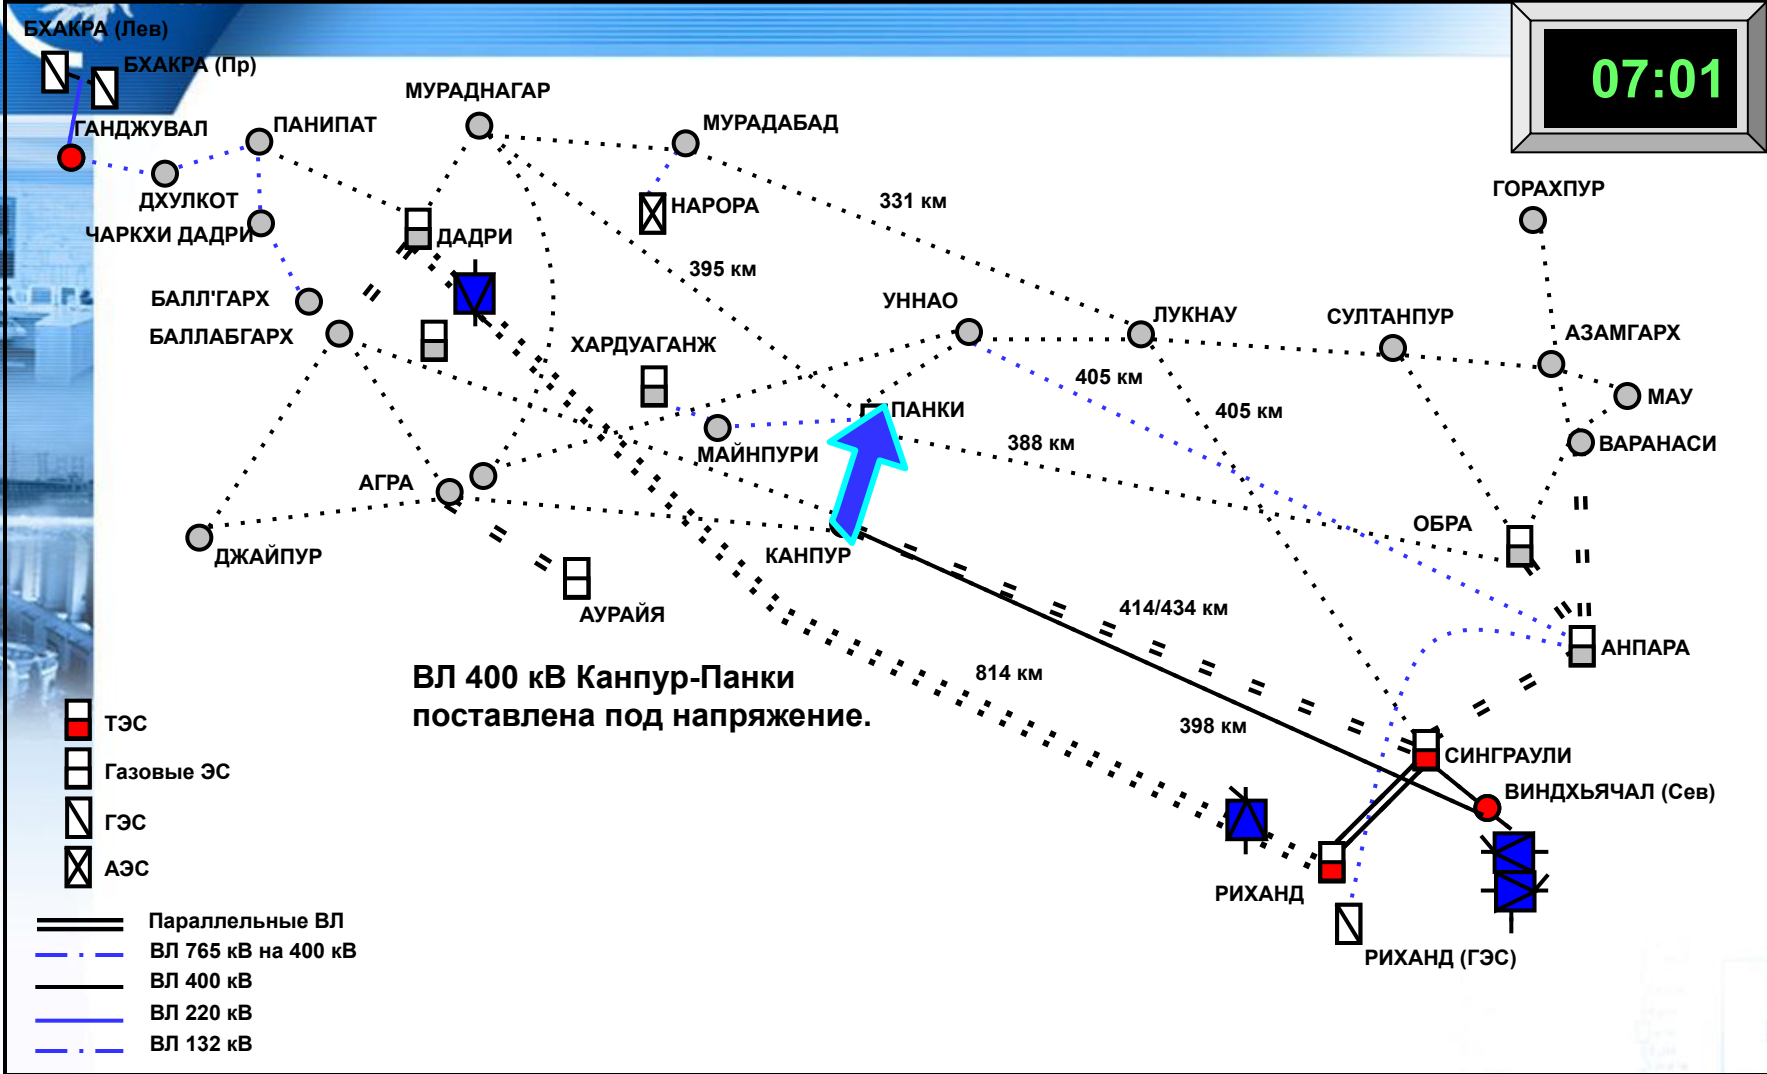 БХАКРА (Лев)
БХАКРА (Пр)
07:01
МУРАДНАГАР
ГАНДЖУВАЛ
ПАНИПАТ
МУРАДАБАД
ДХУЛКОТ
НАРОРА
331 км
ГОРАХПУР
ЧАРКХИ ДАДРИ
ДАДРИ
395 км
БАЛЛ'ГАРХ
УННАО
ЛУКНАУ
СУЛТАНПУР
БАЛЛАБГАРХ
ХАРДУАГАНЖ
АЗАМГАРХ
405 км
МАУ
ПАНКИ
405 км
388 км
ВАРАНАСИ
МАЙНПУРИ
АГРА
ОБРА
ДЖАЙПУР
КАНПУР
АУРАЙЯ
414/434 км
АНПАРА
ВЛ 400 кВ Канпур-Панки
поставлена под напряжение.
814 км
398 км
СИНГРАУЛИ
ВИНДХЬЯЧАЛ (Сев)
РИХАНД
РИХАНД (ГЭС)
ТЭС
Газовые ЭС
ГЭС
АЭС
Параллельные ВЛ
ВЛ 765 кВ на 400 кВ
ВЛ 400 кВ
ВЛ 220 кВ
ВЛ 132 кВ